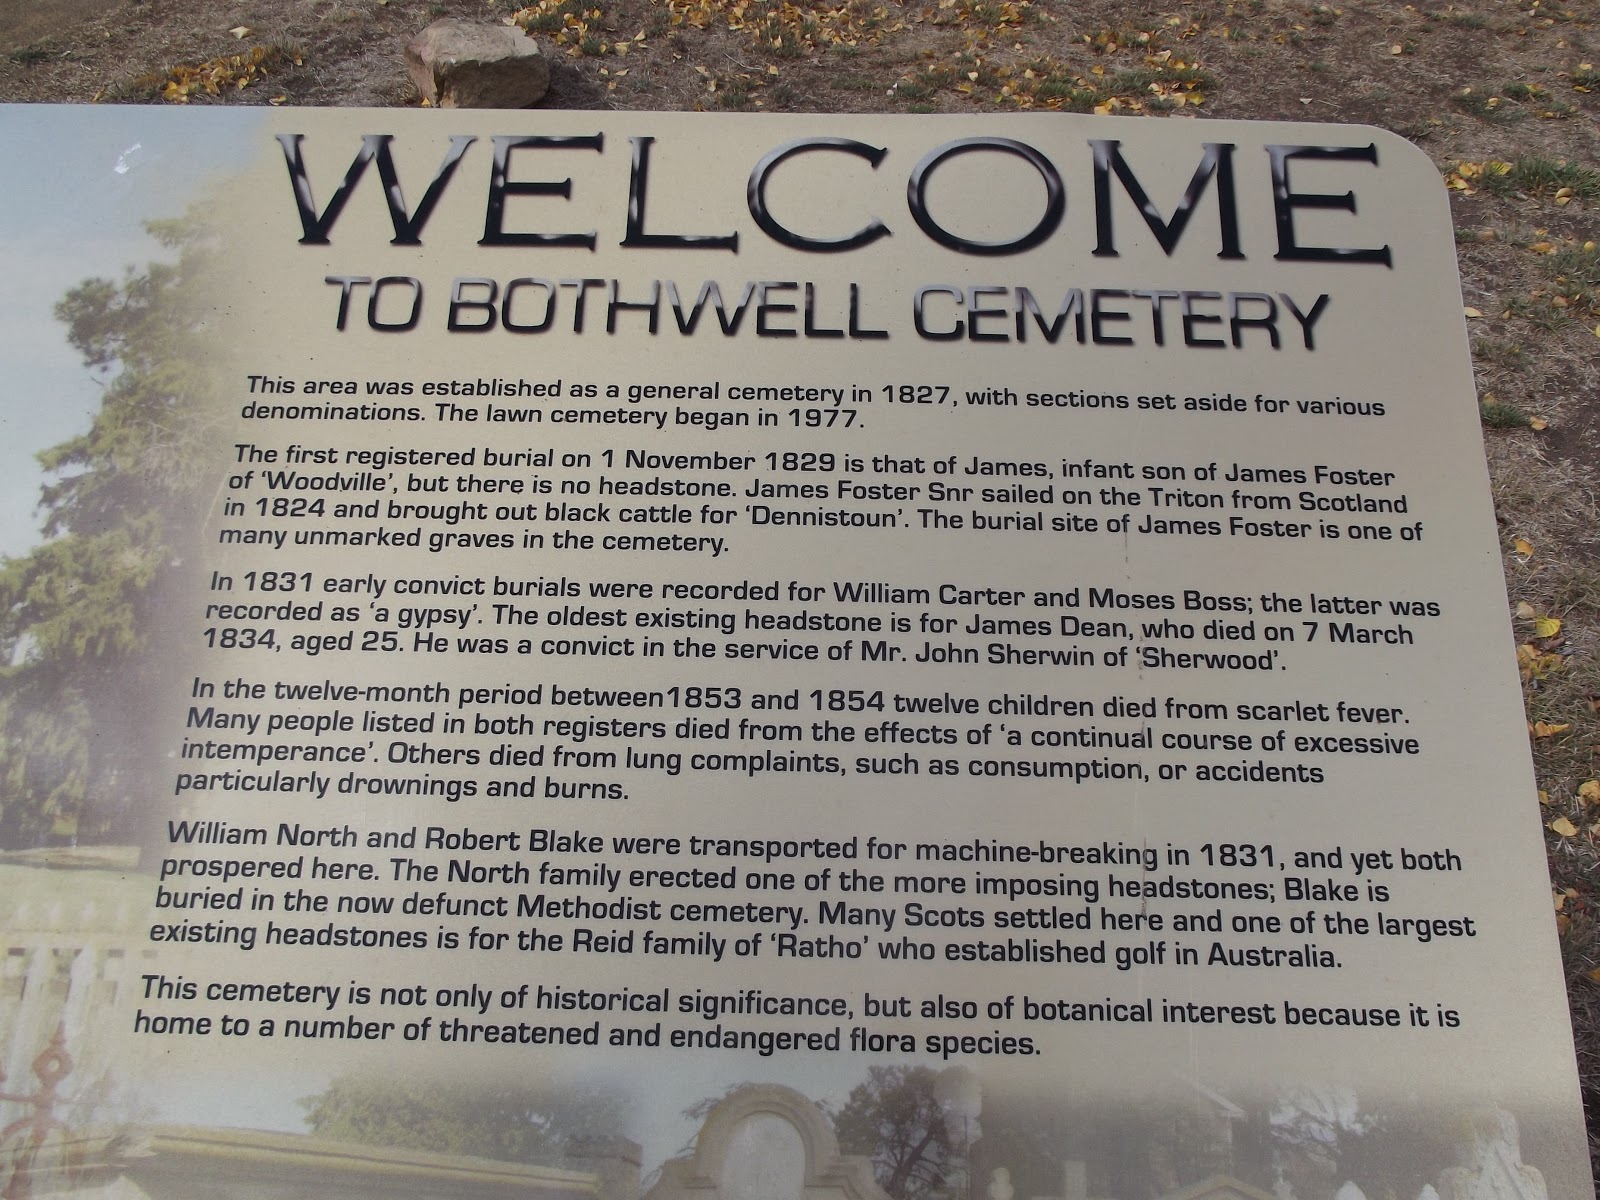 WELCOME
TO BOTHWELL CEMETERY
This area was established as a general cemetery in 1827, with sections set aside for various
denominations. The lawn cemetery began in 1977.
The first registered burial on 1 November 1829 is that of James, infant son of James Foster
of ‘Woodville’, but there is no headstone. James Foster Snr sailed on the Triton from Scotland
in 1824 and brought out black cattle for ‘Dennistoun’. The burial site of James Foster is one of
many unmarked graves in the cemetery.
In 1831 early convict burials were recorded for William Carter and Moses Boss; the latter was
recorded as ‘a gypsy’. The oldest existing headstone is for James Dean, who died on 7 March
1834, aged 25. He was a convict in the service of Mr. John Sherwin of ‘Sherwood’.
In the twelve-month period between1853 and 1854 twelve children died from scarlet fever.
Many people listed in both registers died from the effects of ‘a continual course of excessive
intemperance’. Others died from lung complaints, such as consumption, or accidents
particularly drownings and burns.
William North and Robert Blake were transported for machine-breaking in 1831, and yet both
prospered here. The North family erected one of the more imposing headstones; Blake is
buried in the now defunct Methodist cemetery. Many Scots settled here and one of the largest
existing headstones is for the Reid family of ‘Ratho’ who established golf in Australia.
This cemetery is not only of historical significance, but also of botanical interest because it is
home to a number of threatened and endangered flora species.